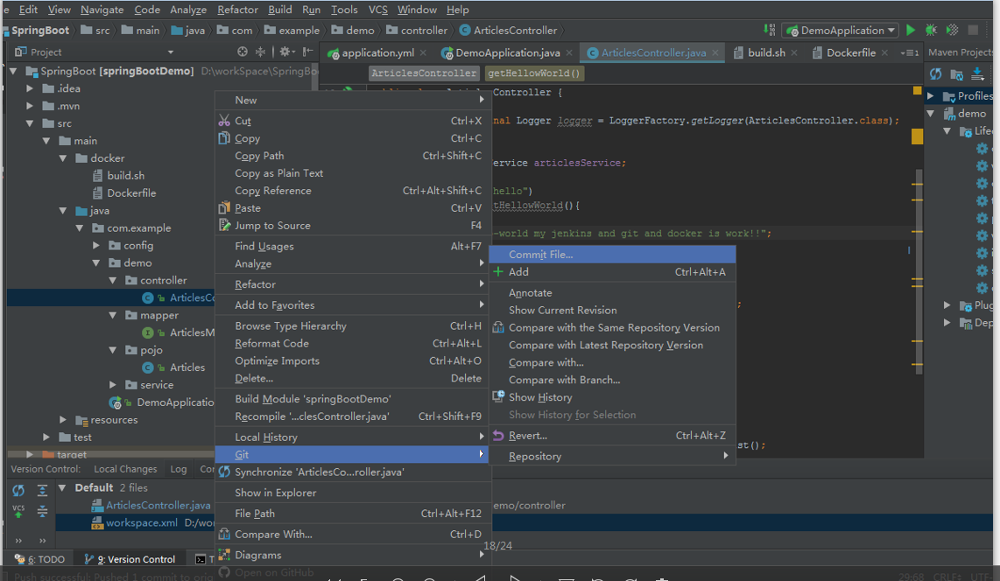 Edit View Navigate Code Analyze Refactor Build Run Tools VCS Window Help
SpringBoot src main java com example demo controller ArticlesController DemoApplication
Project application.yml DemoApplication.java ArticlesController.java build.sh Dockerfile Maven Projects
SpringBoot [springBootDemo] D:\workSpace\SpringBo
ArticlesController getHellowWorld()
.idea
.mvn
src
main
docker
build.sh
Dockerfile
java
com.example
config
demo
controller
ArticlesCo
mapper
ArticlesM
pojo
Articles
service
DemoApplicatio
resources
test
target
New
Cut Ctrl+X
Copy Ctrl+C
Copy Path Ctrl+Shift+C
Copy as Plain Text
Copy Reference Ctrl+Alt+Shift+C
Paste Ctrl+V
Jump to Source F4
Find Usages Alt+F7
Analyze
Refactor
Add to Favorites
Browse Type Hierarchy Ctrl+H
Reformat Code Ctrl+Alt+L
Optimize Imports Ctrl+Alt+O
Delete... Delete
Build Module 'springBootDemo'
Recompile '...clesController.java' Ctrl+Shift+F9
Local History
Git
Synchronize 'ArticlesCo...roller.java'
Show in Explorer
File Path Ctrl+Alt+F12
Compare With... Ctrl+D
Diagrams
Open on GitHub
Controller {
nal Logger logger = LoggerFactory.getLogger(ArticlesController.class);
ervice articlesService;
hello")
tHellowWorld(){
-world my jenkins and git and docker is work!!";
;
st();
Commit File...
Add Ctrl+Alt+A
Annotate
Show Current Revision
Compare with the Same Repository Version
Compare with Latest Repository Version
Compare with...
Compare with Branch...
Show History
Show History for Selection
Revert... Ctrl+Alt+Z
Repository
Profiles
demo
Lifec
Plug
Dep
Version Control: Local Changes Log Con
Default 2 files
ArticlesController.java
emo/controller
workspace.xml D:/wor
18/24
6: TODO 9: Version Control T
Push successful: Pushed 1 commit to orig
20:68 CRLF: UTF-